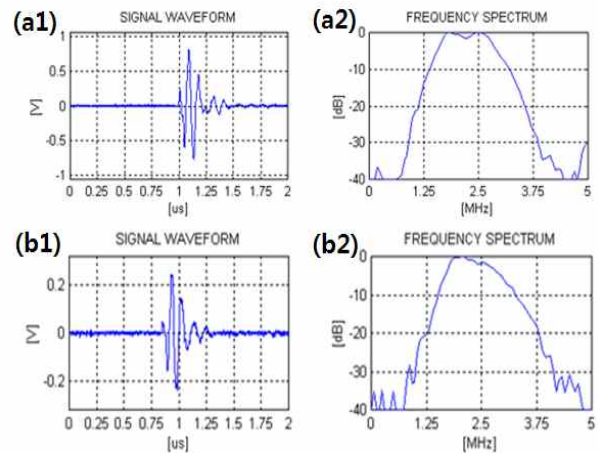 (a1)
SIGNAL WAVEFORM
1
0.5
0
-0.5
-1
[V]
0 0.25 0.5 0.75 1 1.25 1.5 1.75 2
[us]
(a2)
FREQUENCY SPECTRUM
0
-10
-20
-30
-40
[dB]
0 1.25 2.5 3.75 5
[MHz]
(b1)
SIGNAL WAVEFORM
0.2
0
-0.2
[V]
0 0.25 0.5 0.75 1 1.25 1.5 1.75 2
[us]
(b2)
FREQUENCY SPECTRUM
0
-10
-20
-30
-40
[dB]
0 1.25 2.5 3.75 5
[MHz]